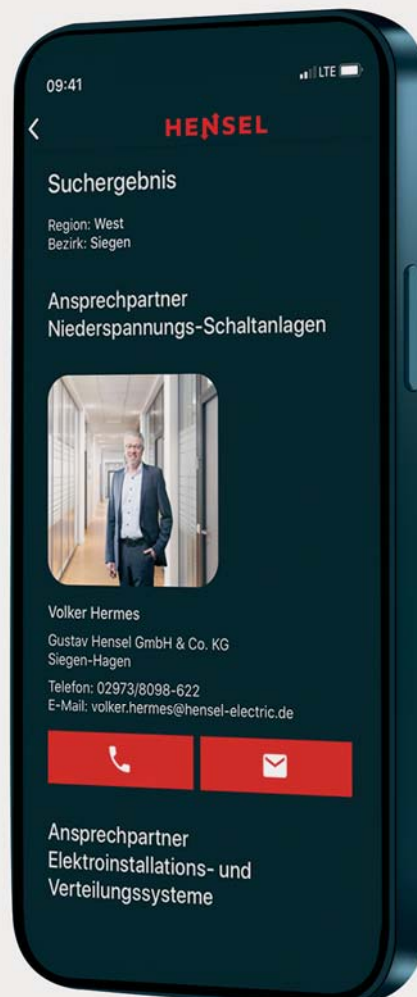 09:41
LTE
HENSEL
Suchergebnis
Region: West
Bezirk: Siegen
Ansprechpartner
Niederspannungs-Schaltanlagen
Volker Hermes
Gustav Hensel GmbH & Co. KG
Siegen-Hagen
Telefon: 02973/8098-622
E-Mail: volker.hermes@hensel-electric.de
Ansprechpartner
Elektroinstallations- und
Verteilungssysteme